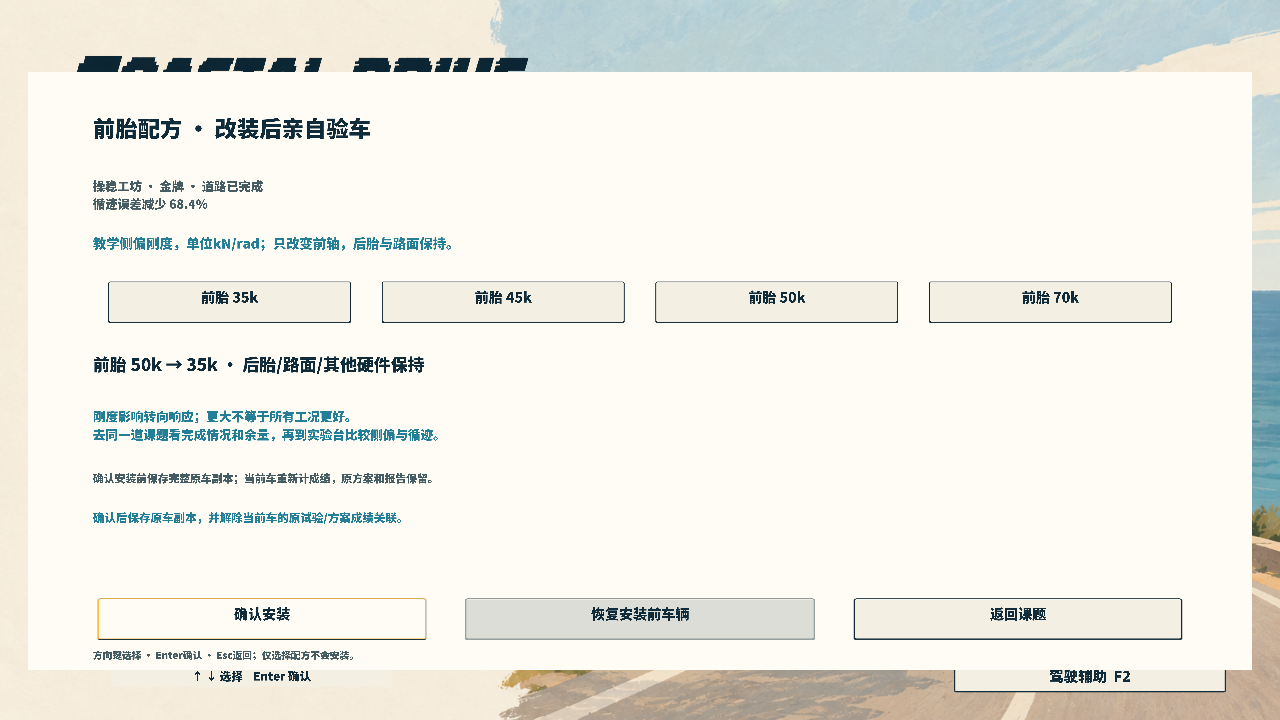 前胎配方 · 改装后亲自验车
操稳工坊 · 金牌 · 道路已完成
循迹误差减少 68.4%
教学侧偏刚度，单位kN/rad；只改变前轴，后胎与路面保持。
前胎 35k
前胎 45k
前胎 50k
前胎 70k
前胎 50k → 35k · 后胎/路面/其他硬件保持
刚度影响转向响应；更大不等于所有工况更好。
去同一道课题看完成情况和余量，再到实验台比较侧偏与循迹。
确认安装前保存完整原车副本；当前车重新计成绩，原方案和报告保留。
确认后保存原车副本，并解除当前车的原试验/方案成绩关联。
确认安装
恢复安装前车辆
返回课题
方向键选择 · Enter确认 · Esc返回；仅选择配方不会安装。
↑ ↓ 选择 Enter 确认
驾驶辅助 F2